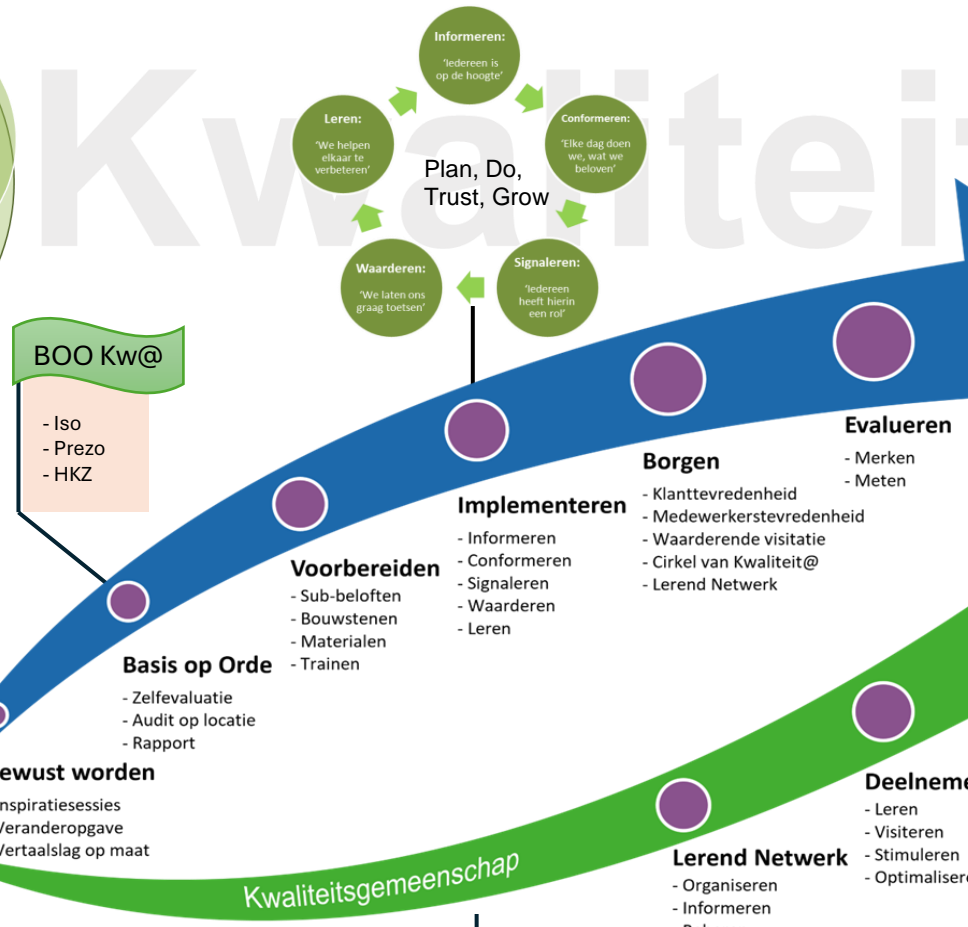 Kwaliteit
Informeren:
'Iedereen is
op de hoogte'
Conformeren:
'Elke dag doen
we, wat we
beloven'
Signaleren:
'Iedereen
heeft hierin
een rol'
Waarderen:
'We laten ons
graag toetsen'
Leren:
'We helpen
elkaar te
verbeteren'
Plan, Do,
Trust, Grow
BOO Kw@
- Iso
- Prezo
- HKZ
ewust worden
nspiratiesessies
Veranderopgave
Vertaalslag op maat
Basis op Orde
- Zelfevaluatie
- Audit op locatie
- Rapport
Voorbereiden
- Sub-beloften
- Bouwstenen
- Materialen
- Trainen
Implementeren
- Informeren
- Conformeren
- Signaleren
- Waarderen
- Leren
Borgen
- Klanttevredenheid
- Medewerkerstevredenheid
- Waarderende visitatie
- Cirkel van Kwaliteit@
- Lerend Netwerk
Evalueren
- Merken
- Meten
Kwaliteitsgemeenschap
Lerend Netwerk
- Organiseren
- Informeren
Deelneme
- Leren
- Visiteren
- Stimuleren
- Optimalisere